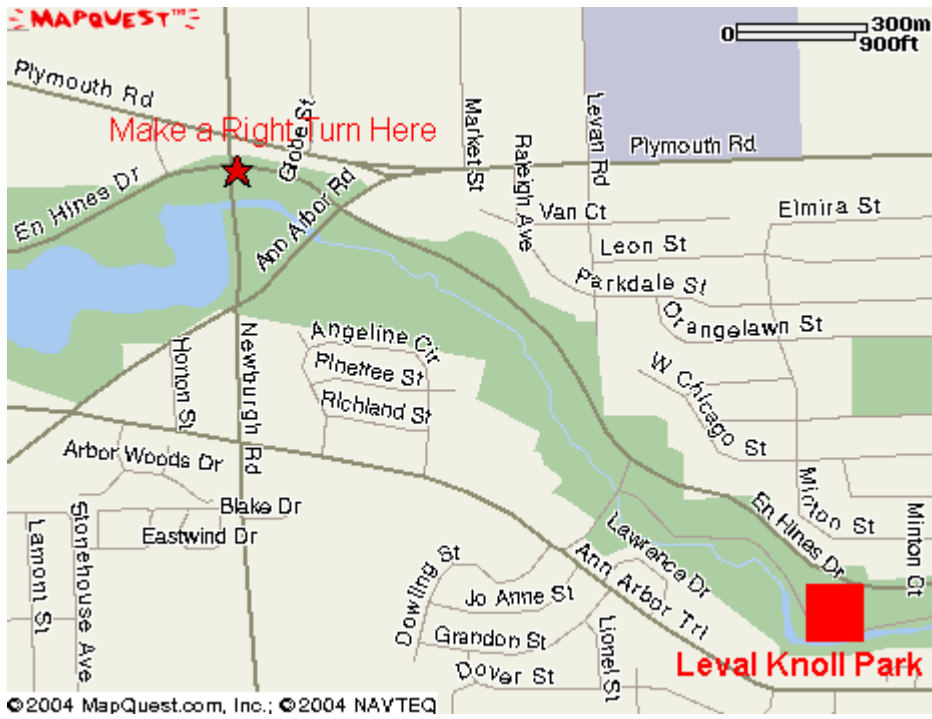 MAPQUEST™
0 300m
900ft
Plymouth Rd
Make a Right Turn Here
Globe St
Market St
Raleigh Ave
Levan Rd
Plymouth Rd
En Hines Dr
Ann Arbor Rd
Van Ct
Elmira St
Leon St
Parkdale St
Orangelawn St
Horton St
Newburgh Rd
Angeline Cir
Pinetree St
Richland St
W Chicago St
Arbor Woods Dr
Blake Dr
Eastwind Dr
Lamont St
Stonehouse Ave
Minton St
En Hines Dr
Minton Ct
Lawrence Dr
Ann Arbor Trl
Dowling St
Jo Anne St
Grandon St
Lionel St
Dover St
Leval Knoll Park
©2004 MapQuest.com, Inc.; ©2004 NAVTEQ